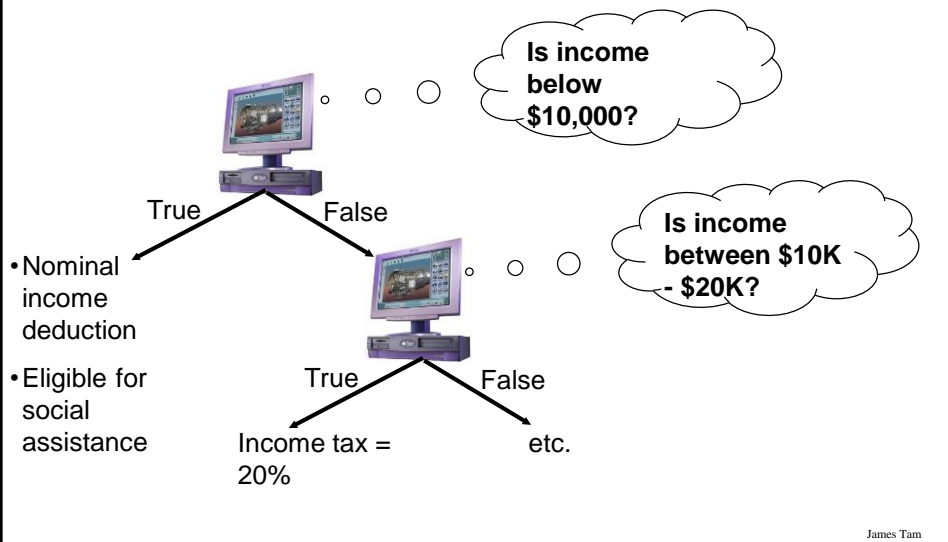 Is income
below
$10,000?
True
False
Is income
between $10K
- $20K?
•Nominal
income
deduction
•Eligible for
social
assistance
True
False
Income tax =
20%
etc.
James Tam